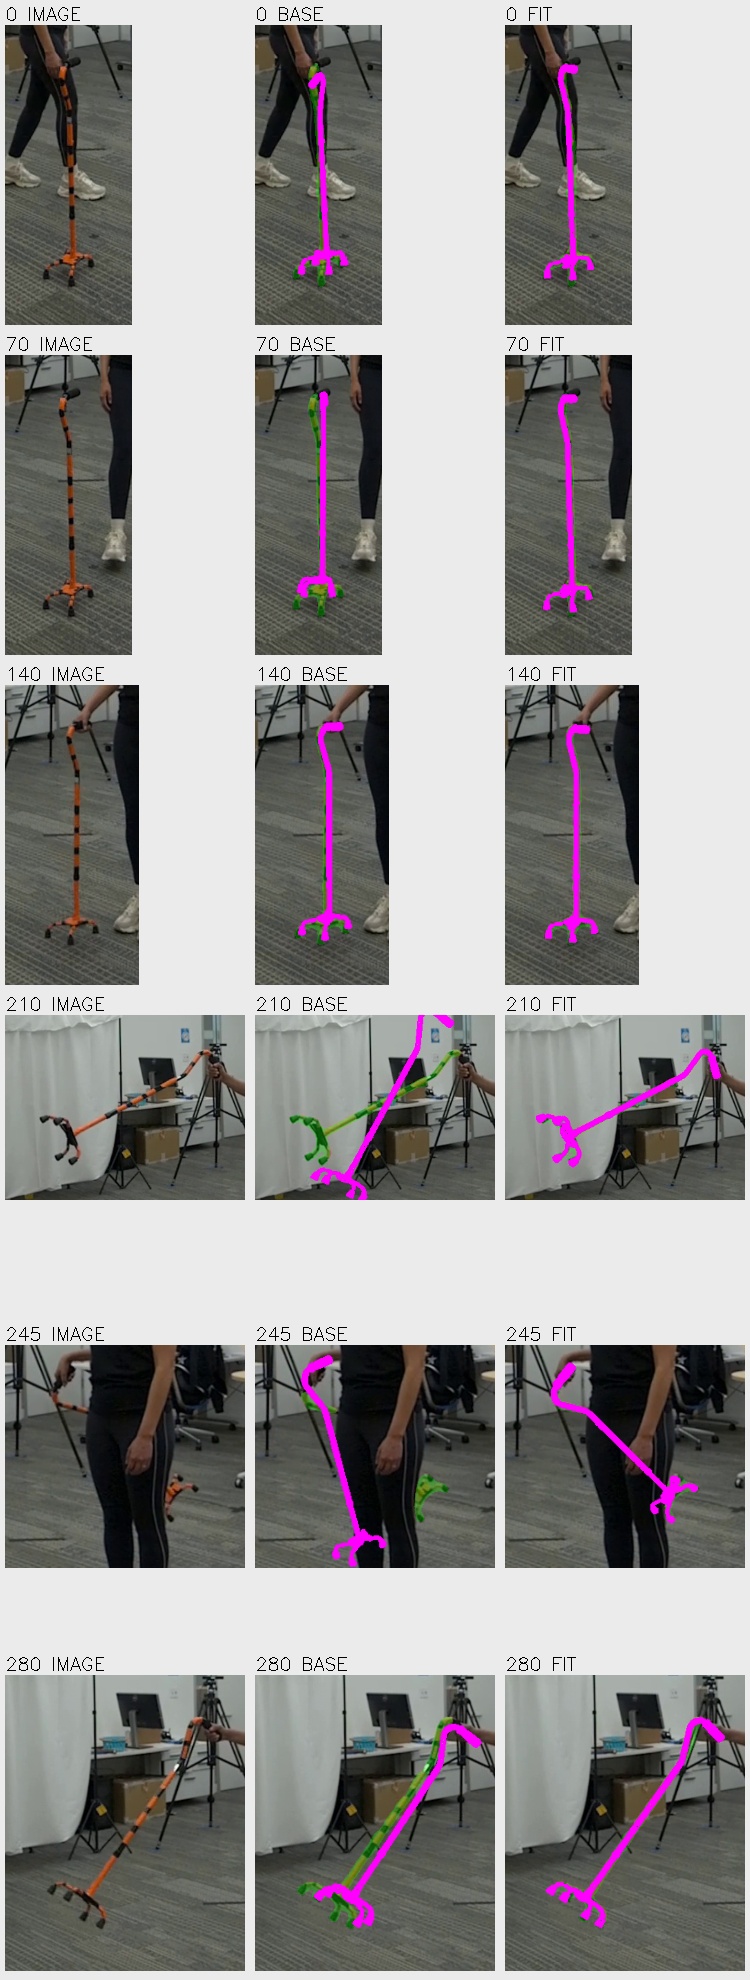 0 IMAGE
0 BASE
0 FIT
70 IMAGE
70 BASE
70 FIT
140 IMAGE
140 BASE
140 FIT
210 IMAGE
210 BASE
210 FIT
245 IMAGE
245 BASE
245 FIT
280 IMAGE
280 BASE
280 FIT